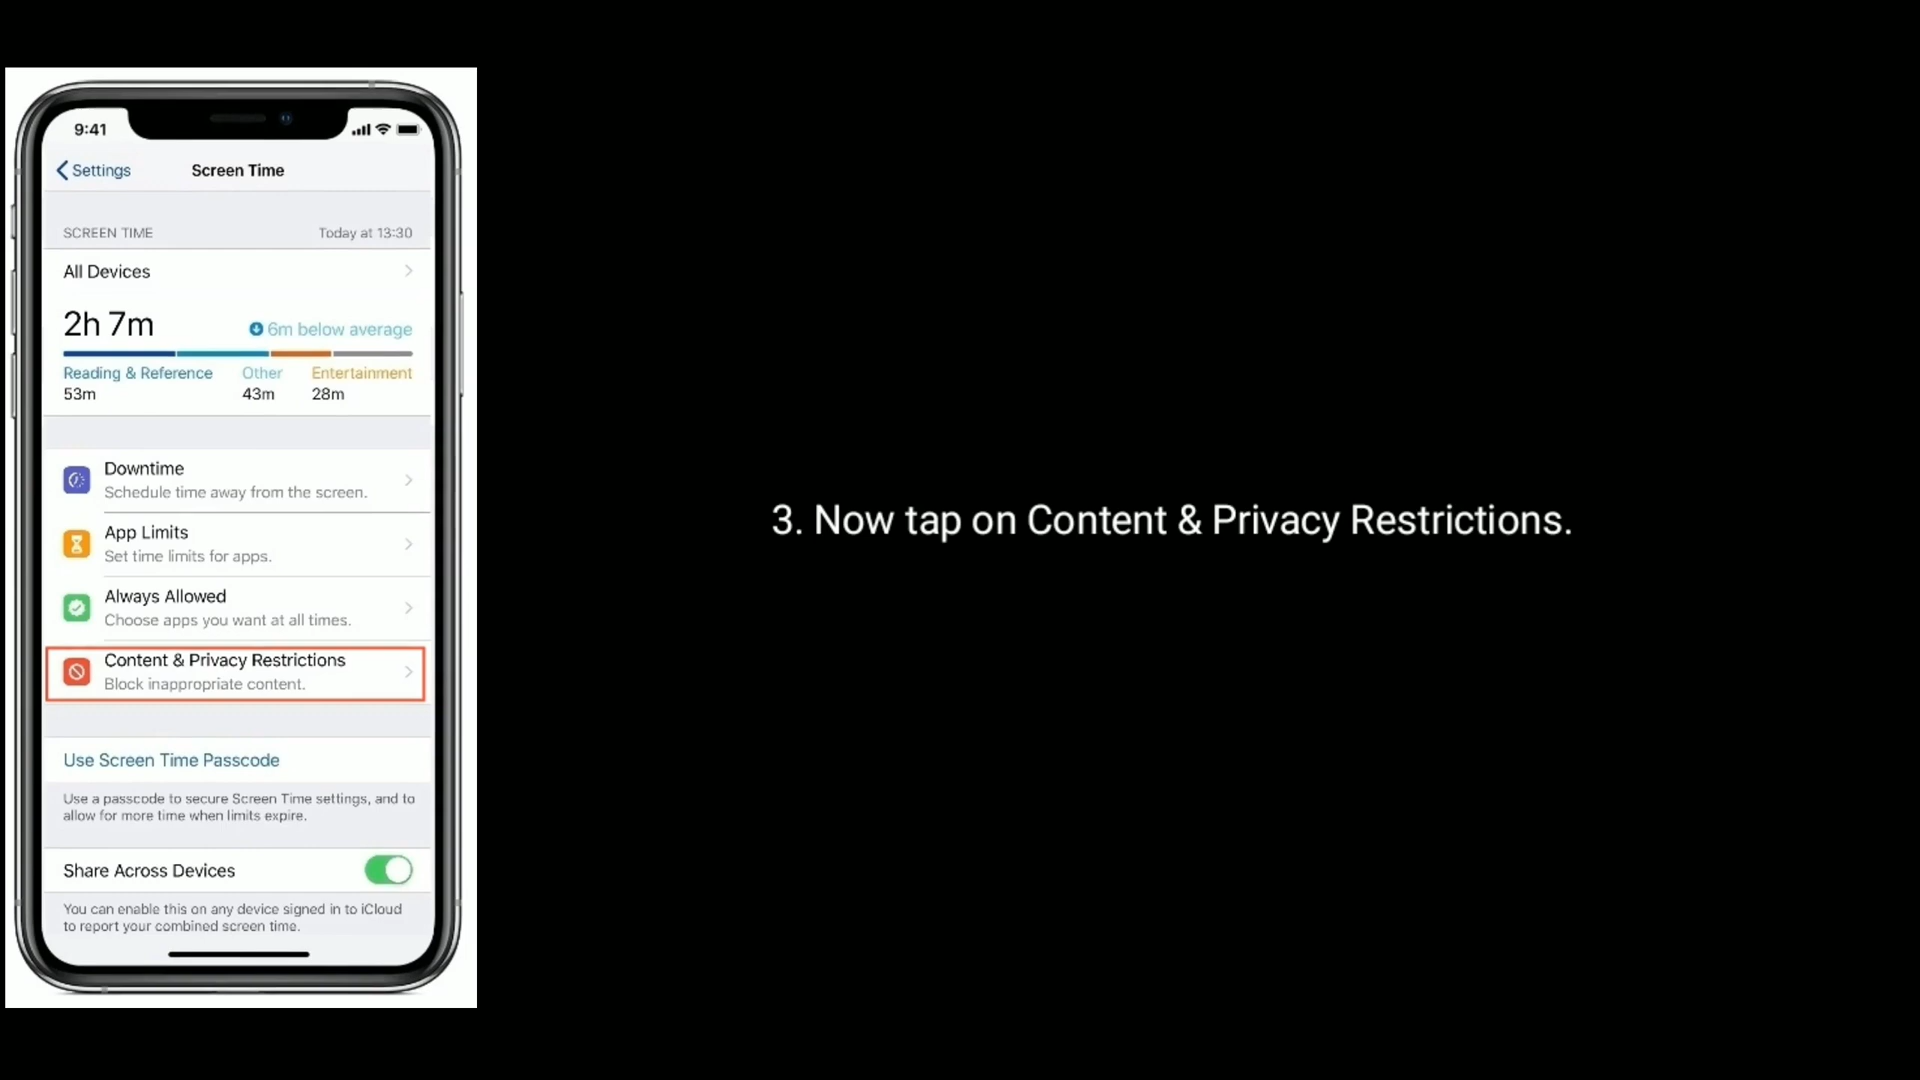 9:41
Settings
Screen Time
SCREEN TIME Today at 13:30
All Devices
2h 7m 6m below average
Reading & Reference Other Entertainment
53m 43m 28m
Downtime
Schedule time away from the screen.
App Limits
Set time limits for apps.
Always Allowed
Choose apps you want at all times.
Content & Privacy Restrictions
Block inappropriate content.
Use Screen Time Passcode
Use a passcode to secure Screen Time settings, and to
allow for more time when limits expire.
Share Across Devices
You can enable this on any device signed in to iCloud
to report your combined screen time.
3. Now tap on Content & Privacy Restrictions.